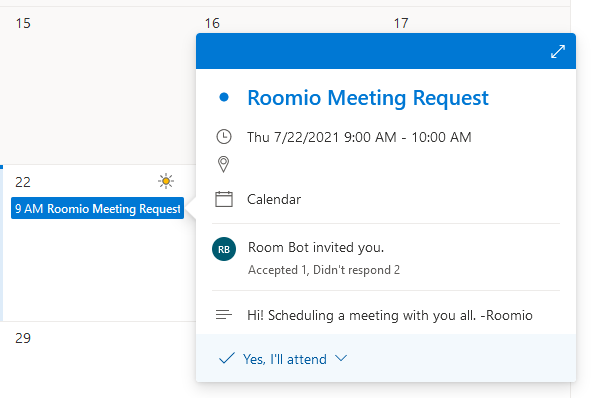 15
16
17
Roomio Meeting Request
Thu 7/22/2021 9:00 AM - 10:00 AM
22
9 AM Roomio Meeting Request
Calendar
RB
Room Bot invited you.
Accepted 1, Didn't respond 2
Hi! Scheduling a meeting with you all. -Roomio
29
Yes, I'll attend